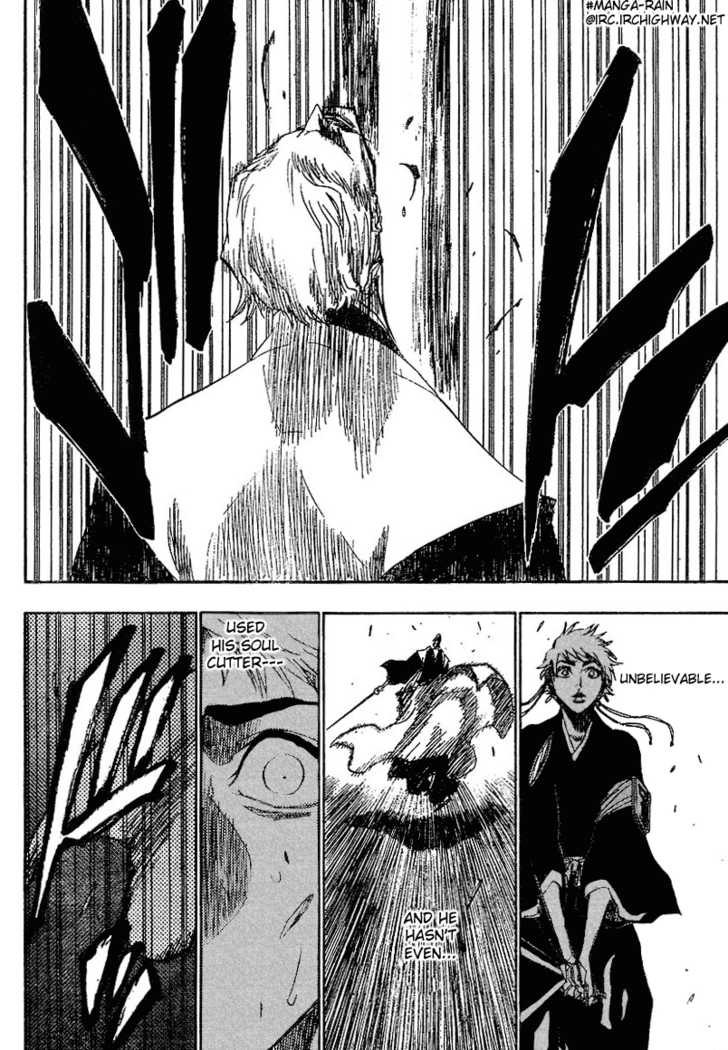 #MANGA-RAIN
@IRC.IRCHIGHWAY.NET
UNBELIEVABLE...
AND HE
HASN'T
EVEN...
USED
HIS SOUL
CUTTER---